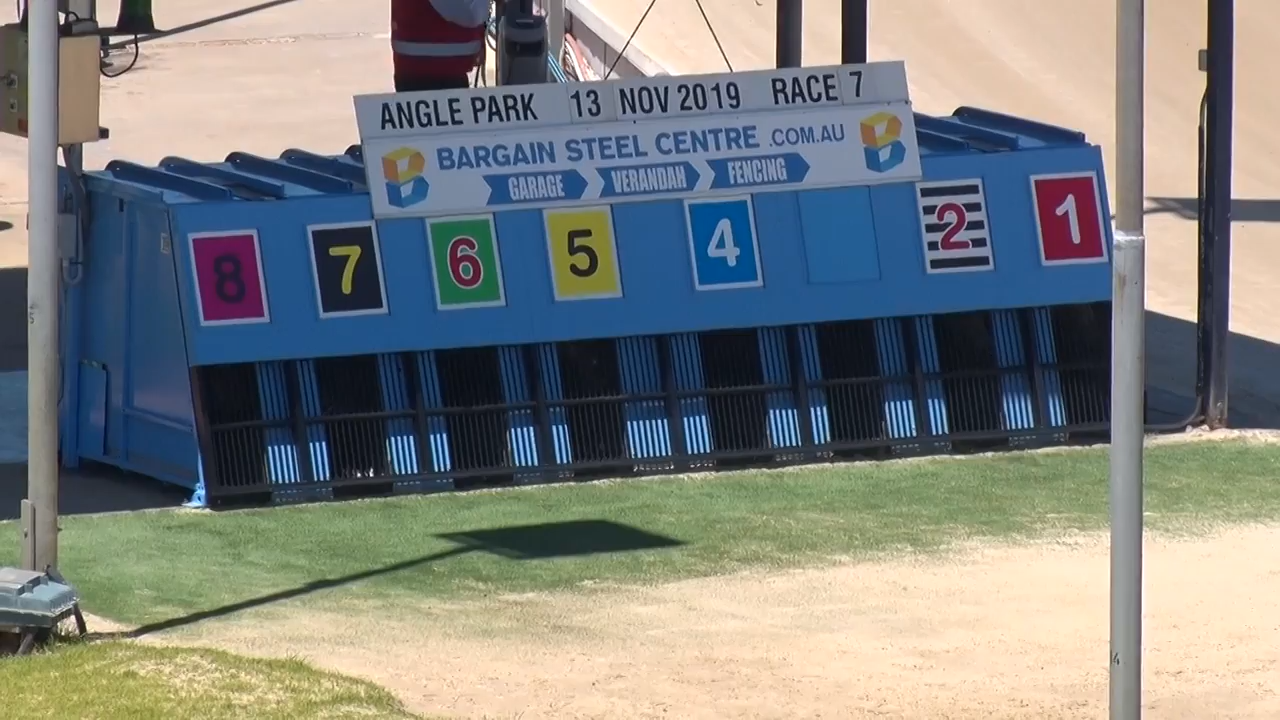 ANGLE PARK 13 NOV 2019 RACE 7
BARGAIN STEEL CENTRE .COM.AU
GARAGE VERANDAH FENCING
8 7 6 5 4 2 1